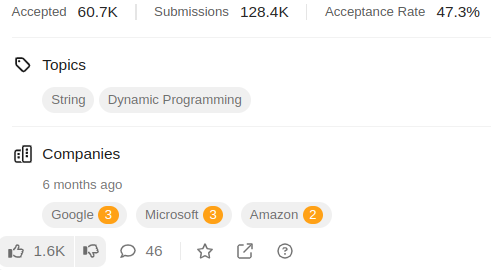 Accepted 60.7K Submissions 128.4K Acceptance Rate 47.3%
Topics
String Dynamic Programming
Companies
6 months ago
Google 3 Microsoft 3 Amazon 2
1.6K 46